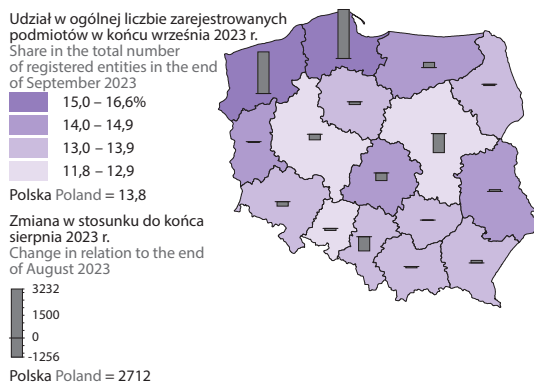 Udział w ogólnej liczbie zarejestrowanych
podmiotów w końcu września 2023 r.
Share in the total number
of registered entities in the end
of September 2023
15,0 – 16,6%
14,0 – 14,9
13,0 – 13,9
11,8 – 12,9
Polska Poland = 13,8
Zmiana w stosunku do końca
sierpnia 2023 r.
Change in relation to the end
of August 2023
3232
1500
0
-1256
Polska Poland = 2712